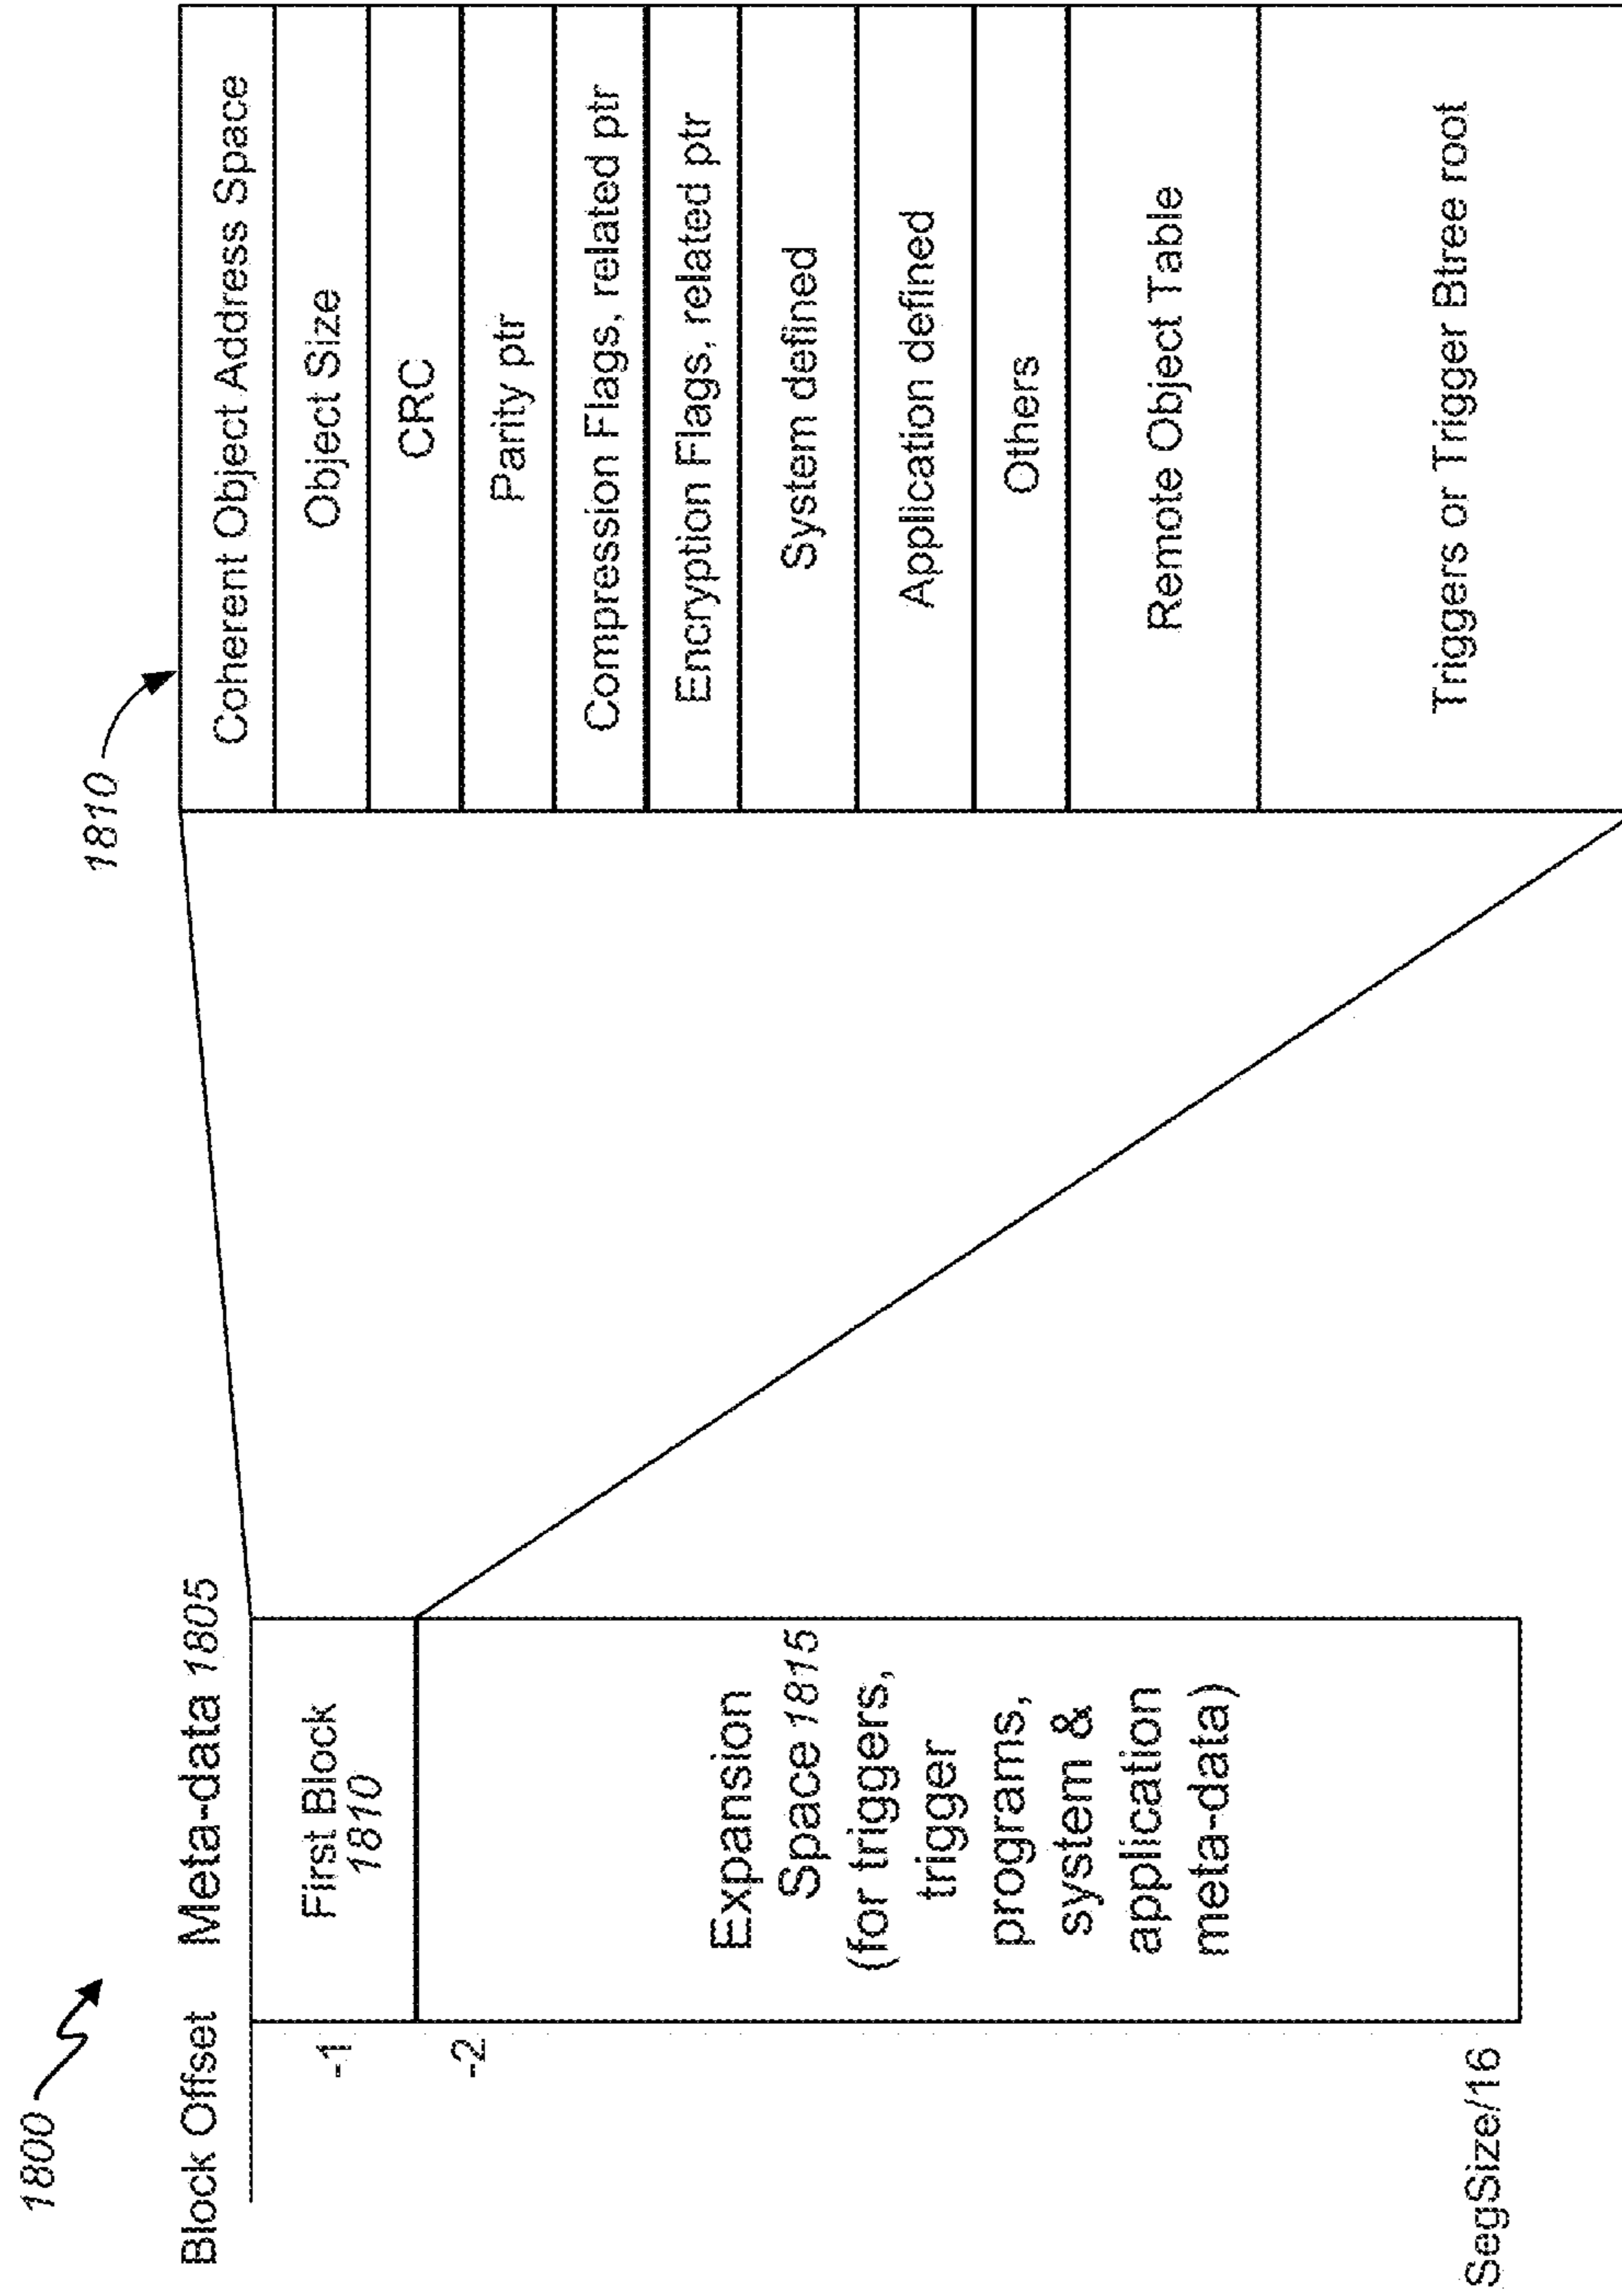 1800
Block Offset
Meta-data 1805
-1
First Block
1810
-2
Expansion
Space 1815
(for triggers,
trigger
programs,
system &
application
meta-data)
SegSize/16
1810
Coherent Object Address Space
Object Size
CRC
Parity ptr
Compression Flags, related ptr
Encryption Flags, related ptr
System defined
Application defined
Others
Remote Object Table
Triggers or Trigger Btree root